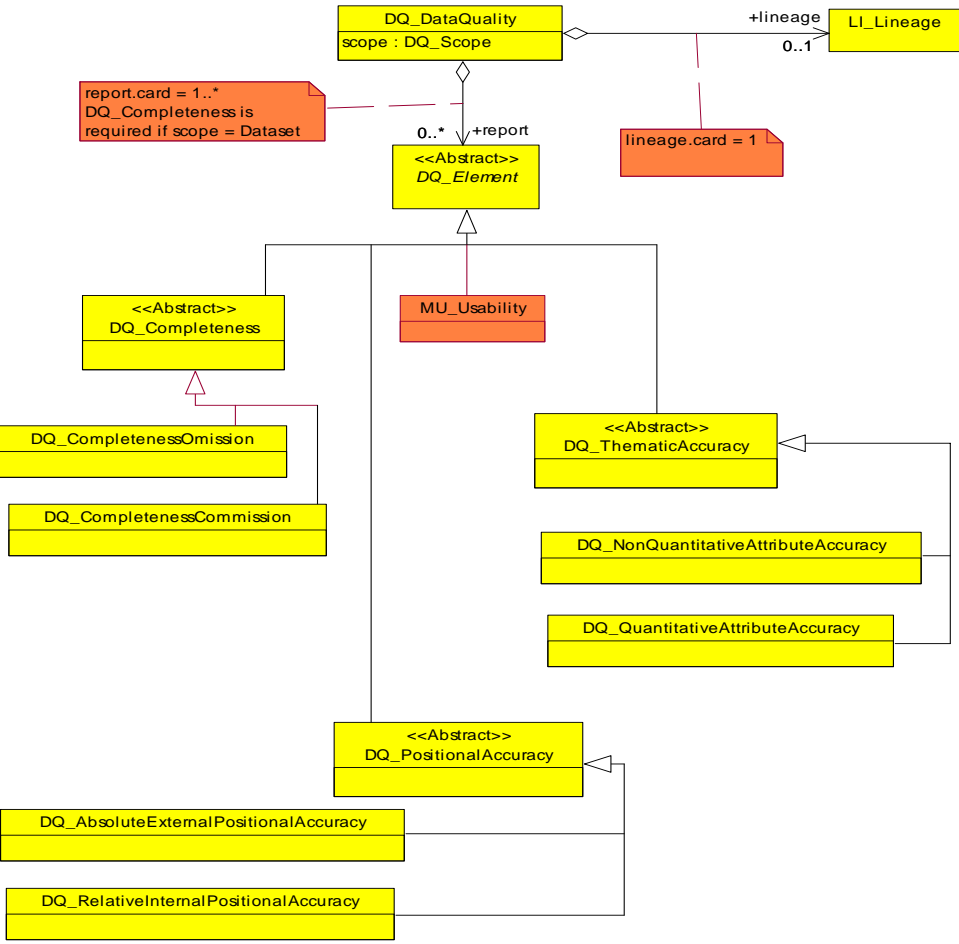 DQ_DataQuality
scope : DQ_Scope
+lineage
0..1
LI_Lineage
report.card = 1..*
DQ_Completeness is
required if scope = Dataset
0..*
+report
lineage.card = 1
<<Abstract>>
DQ_Element
<<Abstract>>
DQ_Completeness
MU_Usability
DQ_CompletenessOmission
<<Abstract>>
DQ_ThematicAccuracy
DQ_CompletenessCommission
DQ_NonQuantitativeAttributeAccuracy
DQ_QuantitativeAttributeAccuracy
<<Abstract>>
DQ_PositionalAccuracy
DQ_AbsoluteExternalPositionalAccuracy
DQ_RelativeInternalPositionalAccuracy